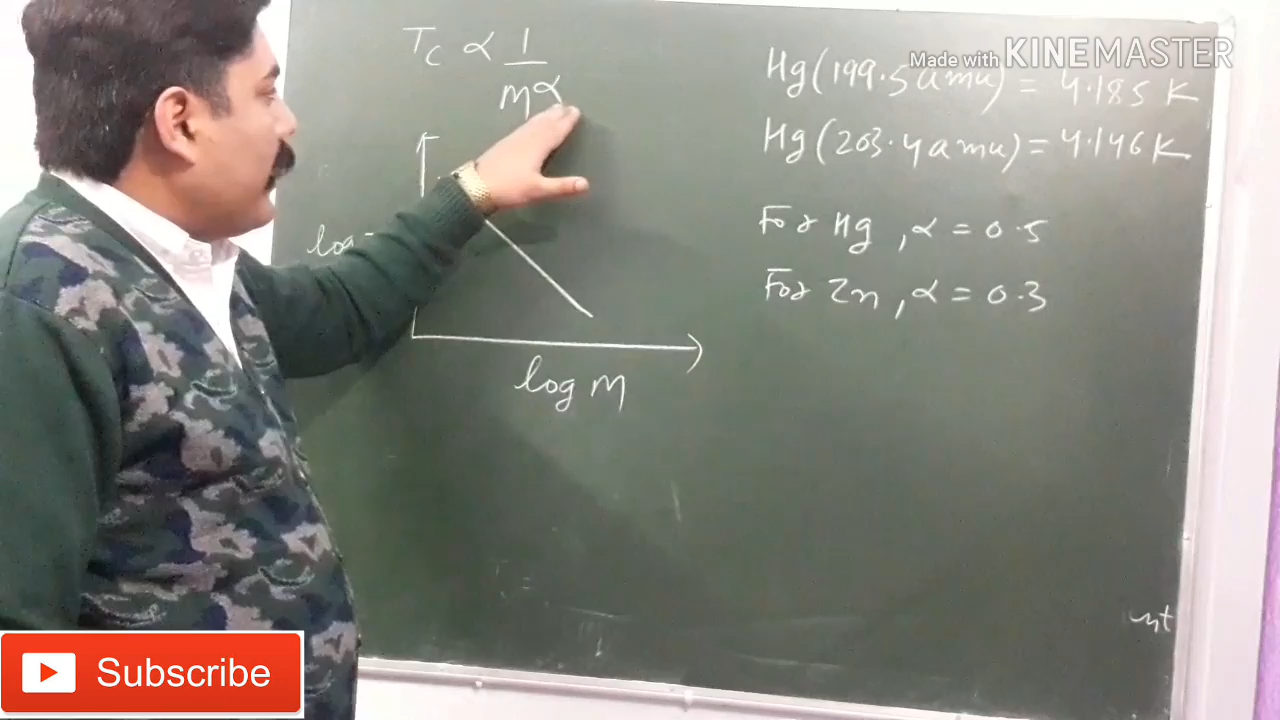 Tc ∝ 1/m^α
log
log m
Hg(199.5 amu) = 4.185 K
Hg(203.4 amu) = 4.146 K
For Hg, α = 0.5
For Zn, α = 0.3
Made with KINEMASTER
Subscribe